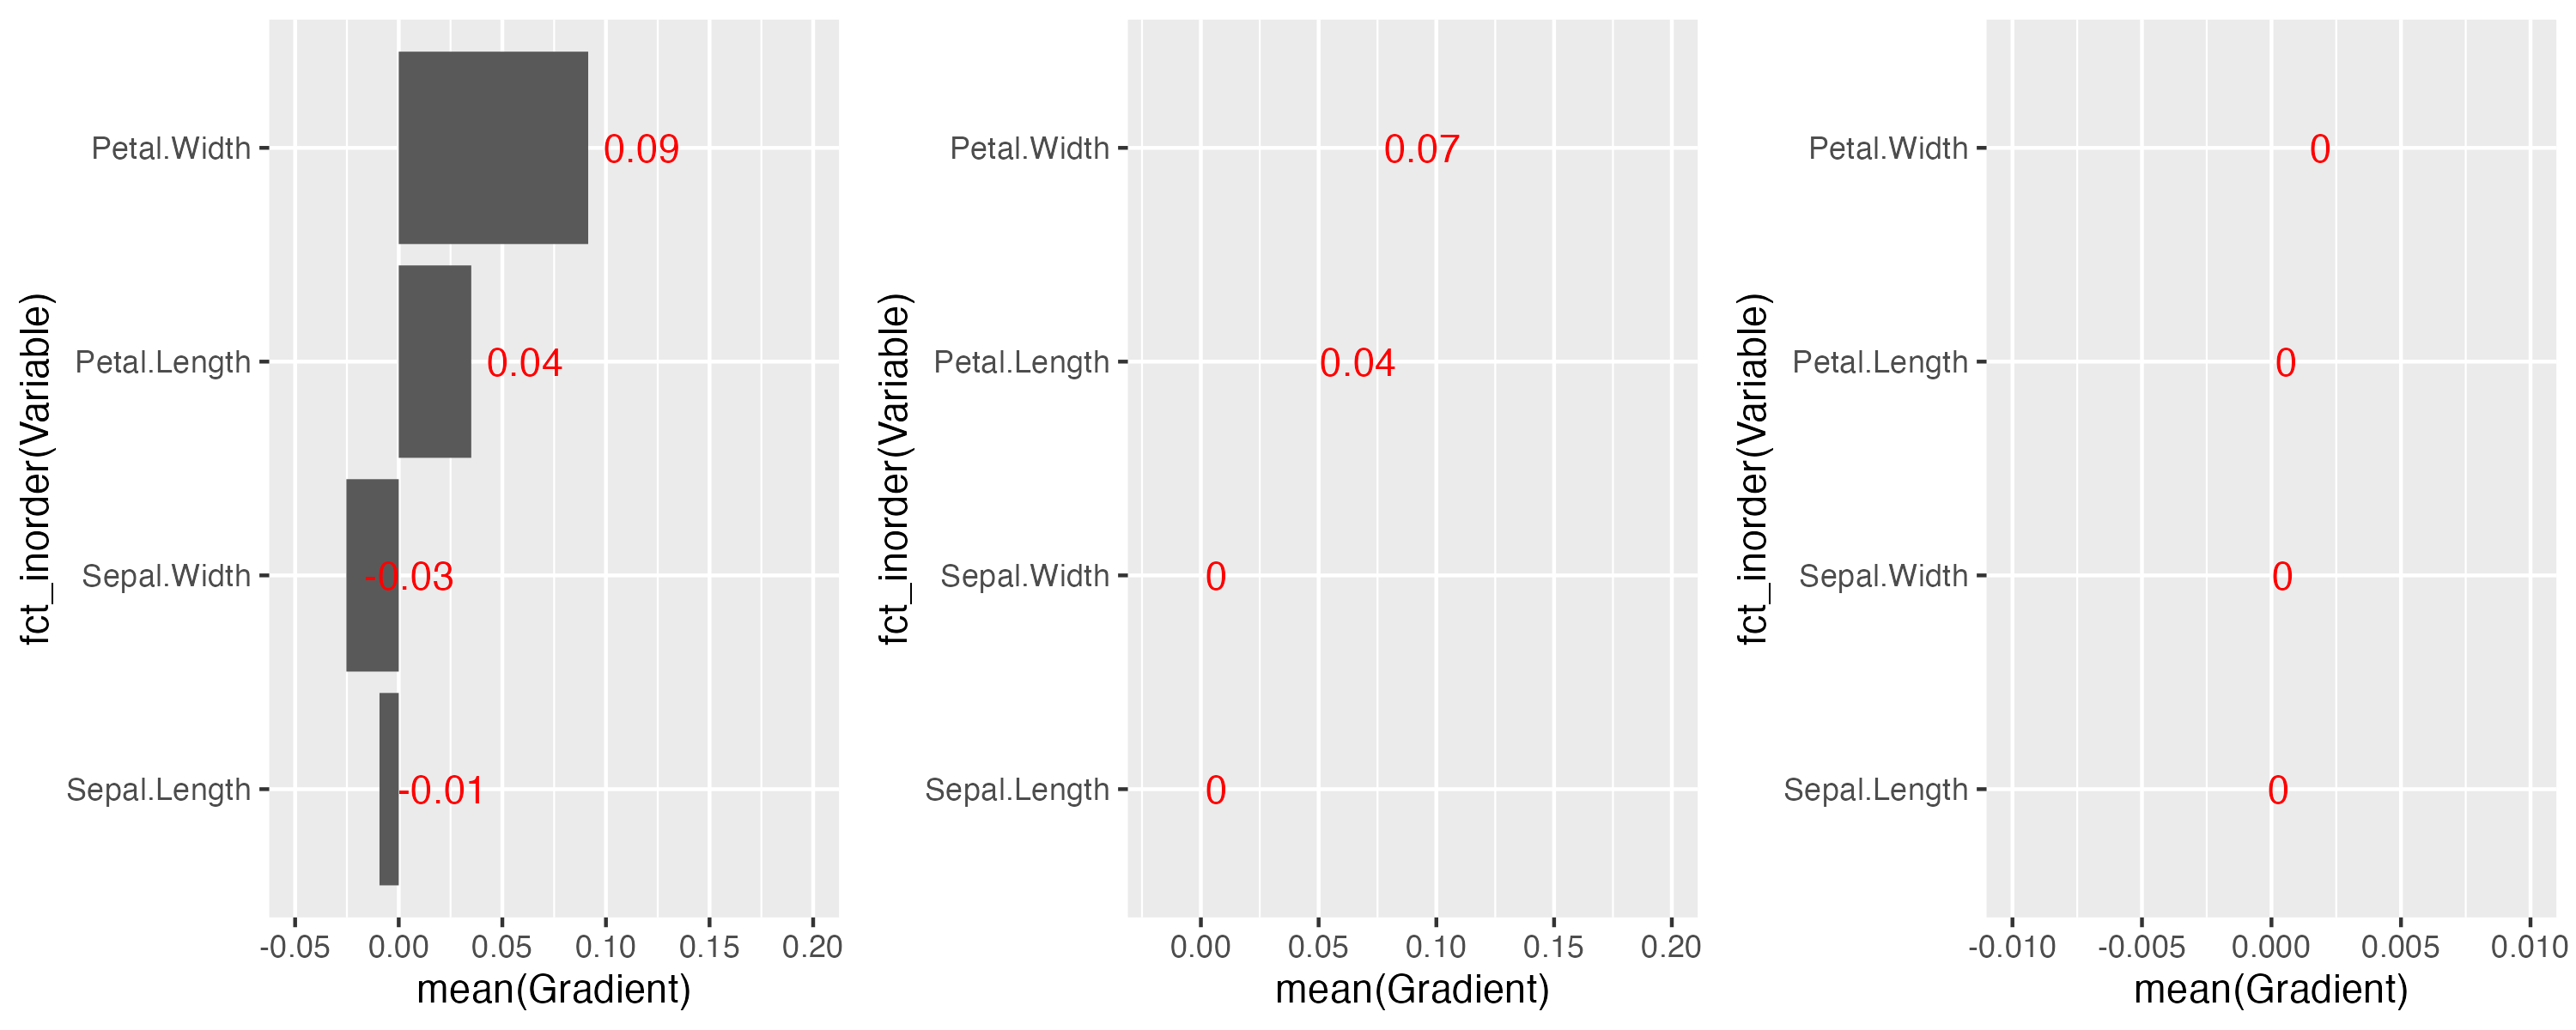 fct_inorder(Variable)
Petal.Width
Petal.Length
Sepal.Width
Sepal.Length
0.09
0.04
-0.03
-0.01
-0.05 0.00 0.05 0.10 0.15 0.20
mean(Gradient)
fct_inorder(Variable)
Petal.Width
Petal.Length
Sepal.Width
Sepal.Length
0.07
0.04
0
0
0.00 0.05 0.10 0.15 0.20
mean(Gradient)
fct_inorder(Variable)
Petal.Width
Petal.Length
Sepal.Width
Sepal.Length
0
0
0
0
-0.010 -0.005 0.000 0.005 0.010
mean(Gradient)